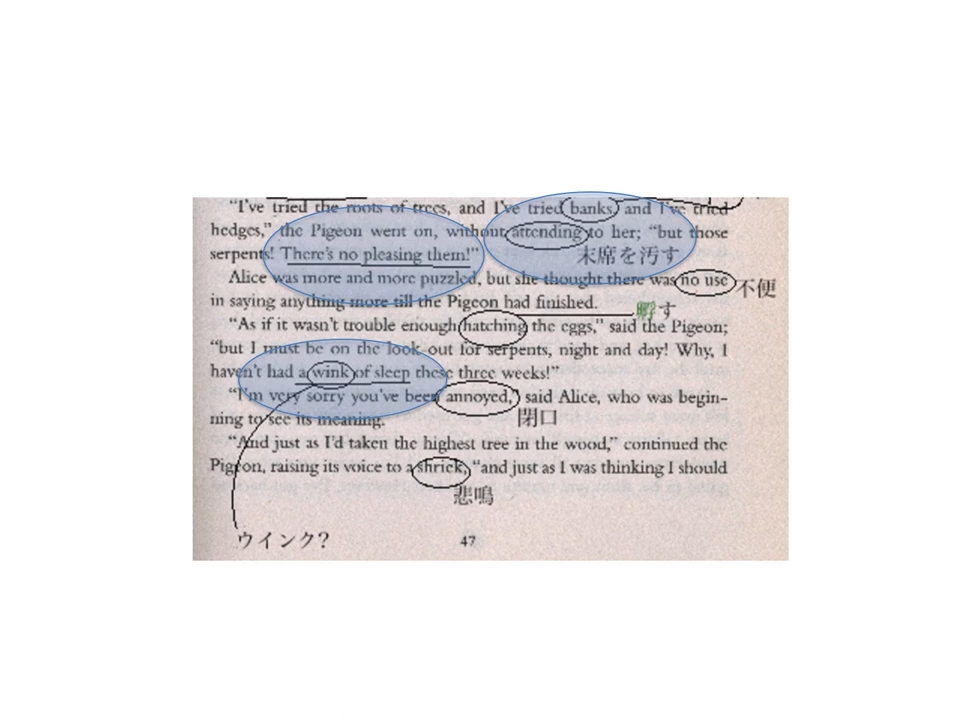 “I’ve tried the roots of trees, and I’ve tried banks, and I’ve tried
hedges,” the Pigeon went on, without attending to her; “but those
serpents! There’s no pleasing them!”
末席を汚す
Alice was more and more puzzled, but she thought there was no use
不便
in saying anything more till the Pigeon had finished.
孵す
“As if it wasn’t trouble enough hatching the eggs,” said the Pigeon;
“but I must be on the look-out for serpents, night and day! Why, I
haven’t had a wink of sleep these three weeks!”
“I’m very sorry you’ve been annoyed,” said Alice, who was begin-
ning to see its meaning.
閉口
“And just as I’d taken the highest tree in the wood,” continued the
Pigeon, raising its voice to a shriek, “and just as I was thinking I should
悲鳴
ウインク?
47